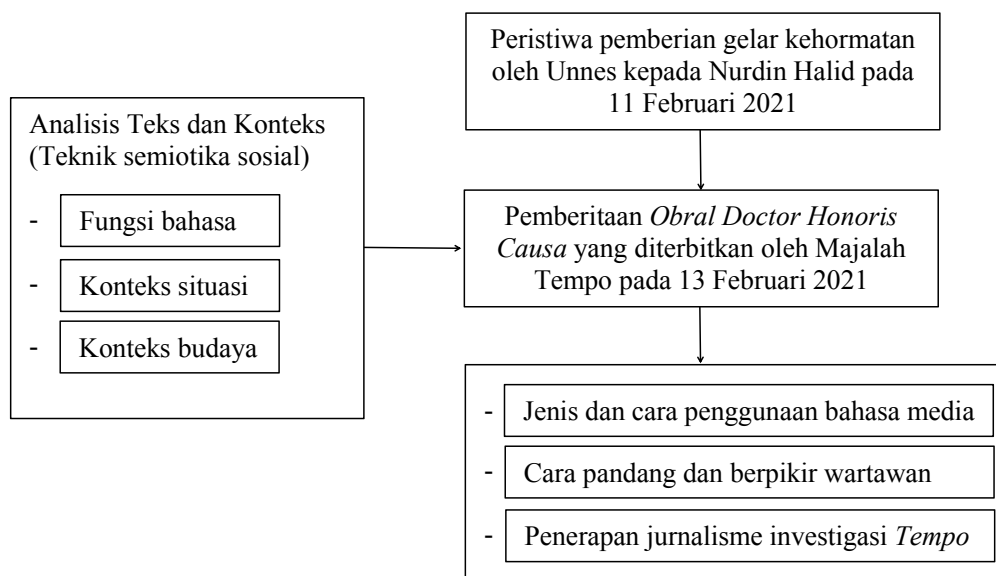 Peristiwa pemberian gelar kehormatan
oleh Unnes kepada Nurdin Halid pada
11 Februari 2021
Analisis Teks dan Konteks
(Teknik semiotika sosial)
- Fungsi bahasa
- Konteks situasi
- Konteks budaya
Pemberitaan Obral Doctor Honoris
Causa yang diterbitkan oleh Majalah
Tempo pada 13 Februari 2021
- Jenis dan cara penggunaan bahasa media
- Cara pandang dan berpikir wartawan
- Penerapan jurnalisme investigasi Tempo